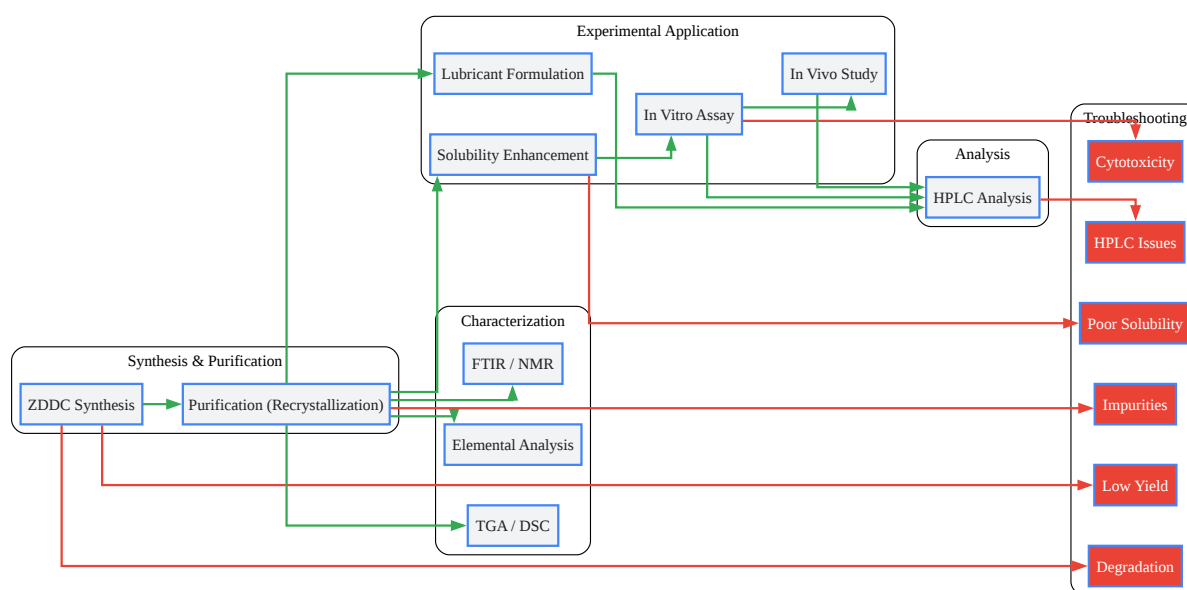 Experimental Application
Lubricant Formulation
In Vivo Study
In Vitro Assay
Solubility Enhancement
Analysis
HPLC Analysis
Troubleshooting
Cytotoxicity
HPLC Issues
Poor Solubility
Impurities
Low Yield
Degradation
Characterization
FTIR / NMR
Elemental Analysis
TGA / DSC
Synthesis & Purification
ZDDC Synthesis
Purification (Recrystallization)